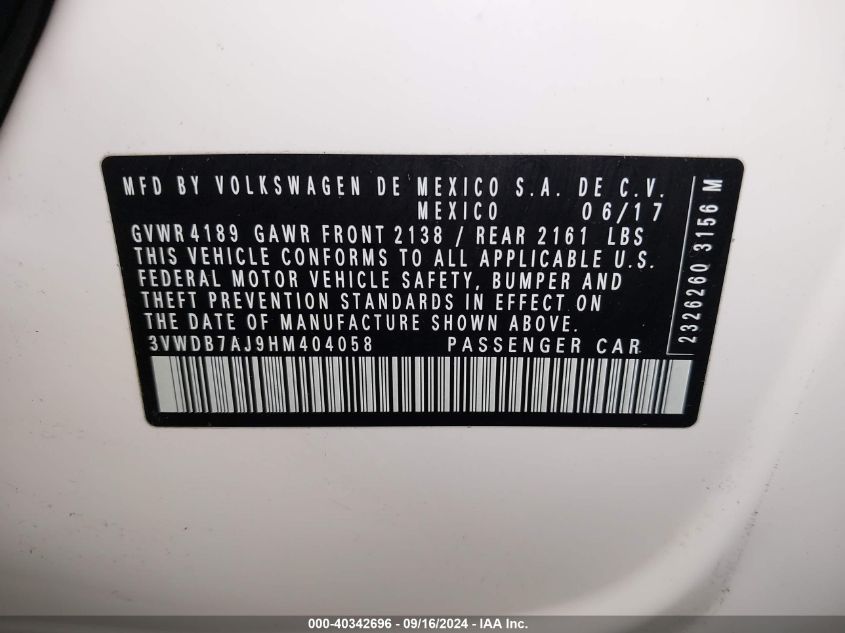 MFD BY VOLKSWAGEN DE MEXICO S.A. DE C.V.
MEXICO 06/17
GVWR 4189 GAWR FRONT 2138 / REAR 2161 LBS
THIS VEHICLE CONFORMS TO ALL APPLICABLE U.S.
FEDERAL MOTOR VEHICLE SAFETY, BUMPER AND
THEFT PREVENTION STANDARDS IN EFFECT ON
THE DATE OF MANUFACTURE SHOWN ABOVE.
3VWDB7AJ9HM404058 PASSENGER CAR
2326260 3156 M
000-40342696 - 09/16/2024 - IAA Inc.